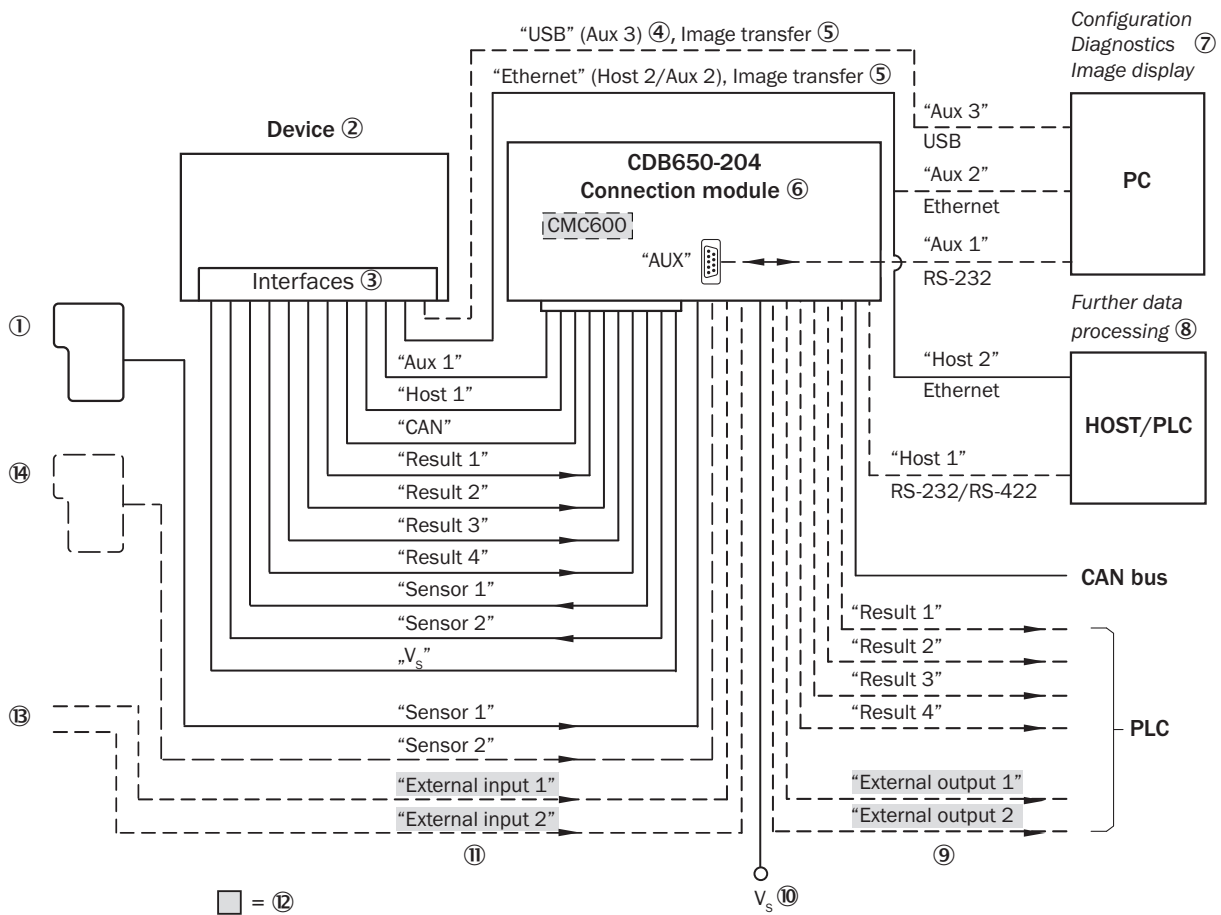 “USB” (Aux 3) ④, Image transfer ⑤
Configuration
Diagnostics ⑦
Image display
“Ethernet” (Host 2/Aux 2), Image transfer ⑤
Device ②
CDB650-204
Connection module ⑥
CMC600
“AUX”
Interfaces ③
“Aux 3”
USB
“Aux 2”
Ethernet
“Aux 1”
RS-232
PC
①
Further data
processing ⑧
“Host 2”
Ethernet
HOST/PLC
“Host 1”
RS-232/RS-422
“Aux 1”
“Host 1”
“CAN”
“Result 1”
“Result 2”
“Result 3”
“Result 4”
“Sensor 1”
“Sensor 2”
„Vs”
⑭
CAN bus
“Result 1”
“Result 2”
“Result 3”
“Result 4”
PLC
⑬
“Sensor 1”
“Sensor 2”
“External input 1”
“External input 2”
“External output 1”
“External output 2
⑪
⑨
= ⑫
Vs ⑩